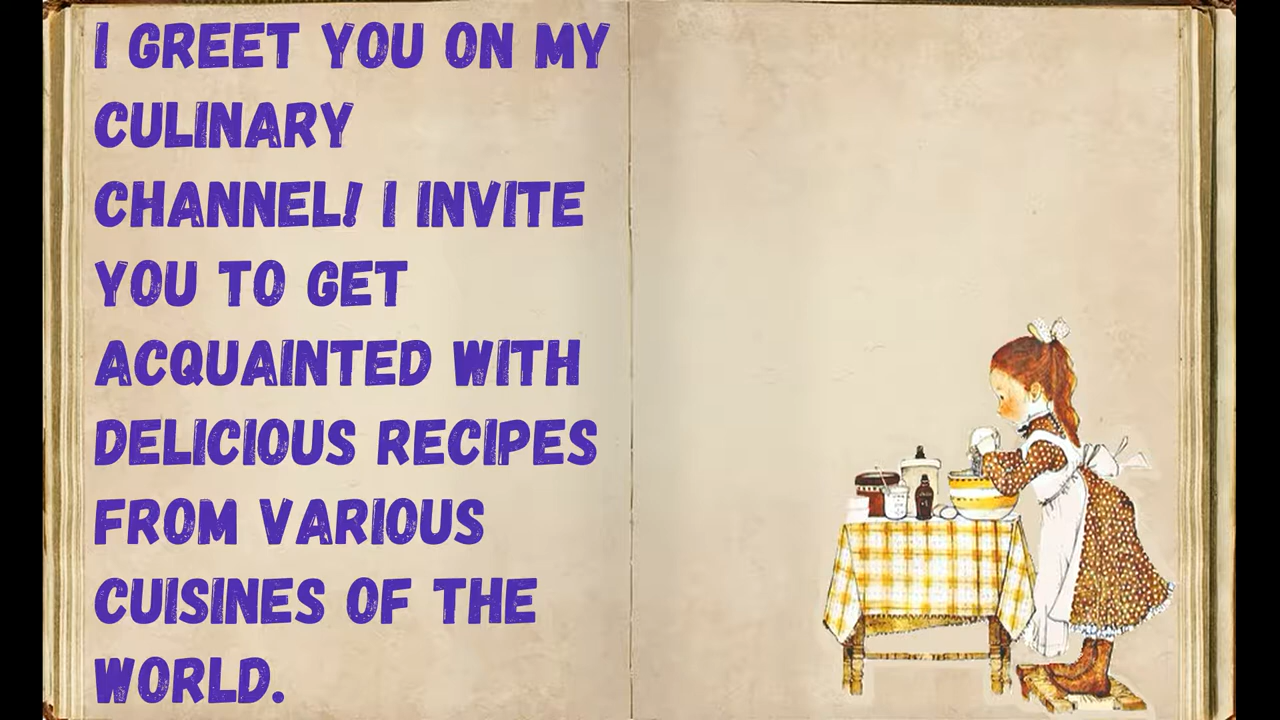 I GREET YOU ON MY
CULINARY
CHANNEL! I INVITE
YOU TO GET
ACQUAINTED WITH
DELICIOUS RECIPES
FROM VARIOUS
CUISINES OF THE
WORLD.